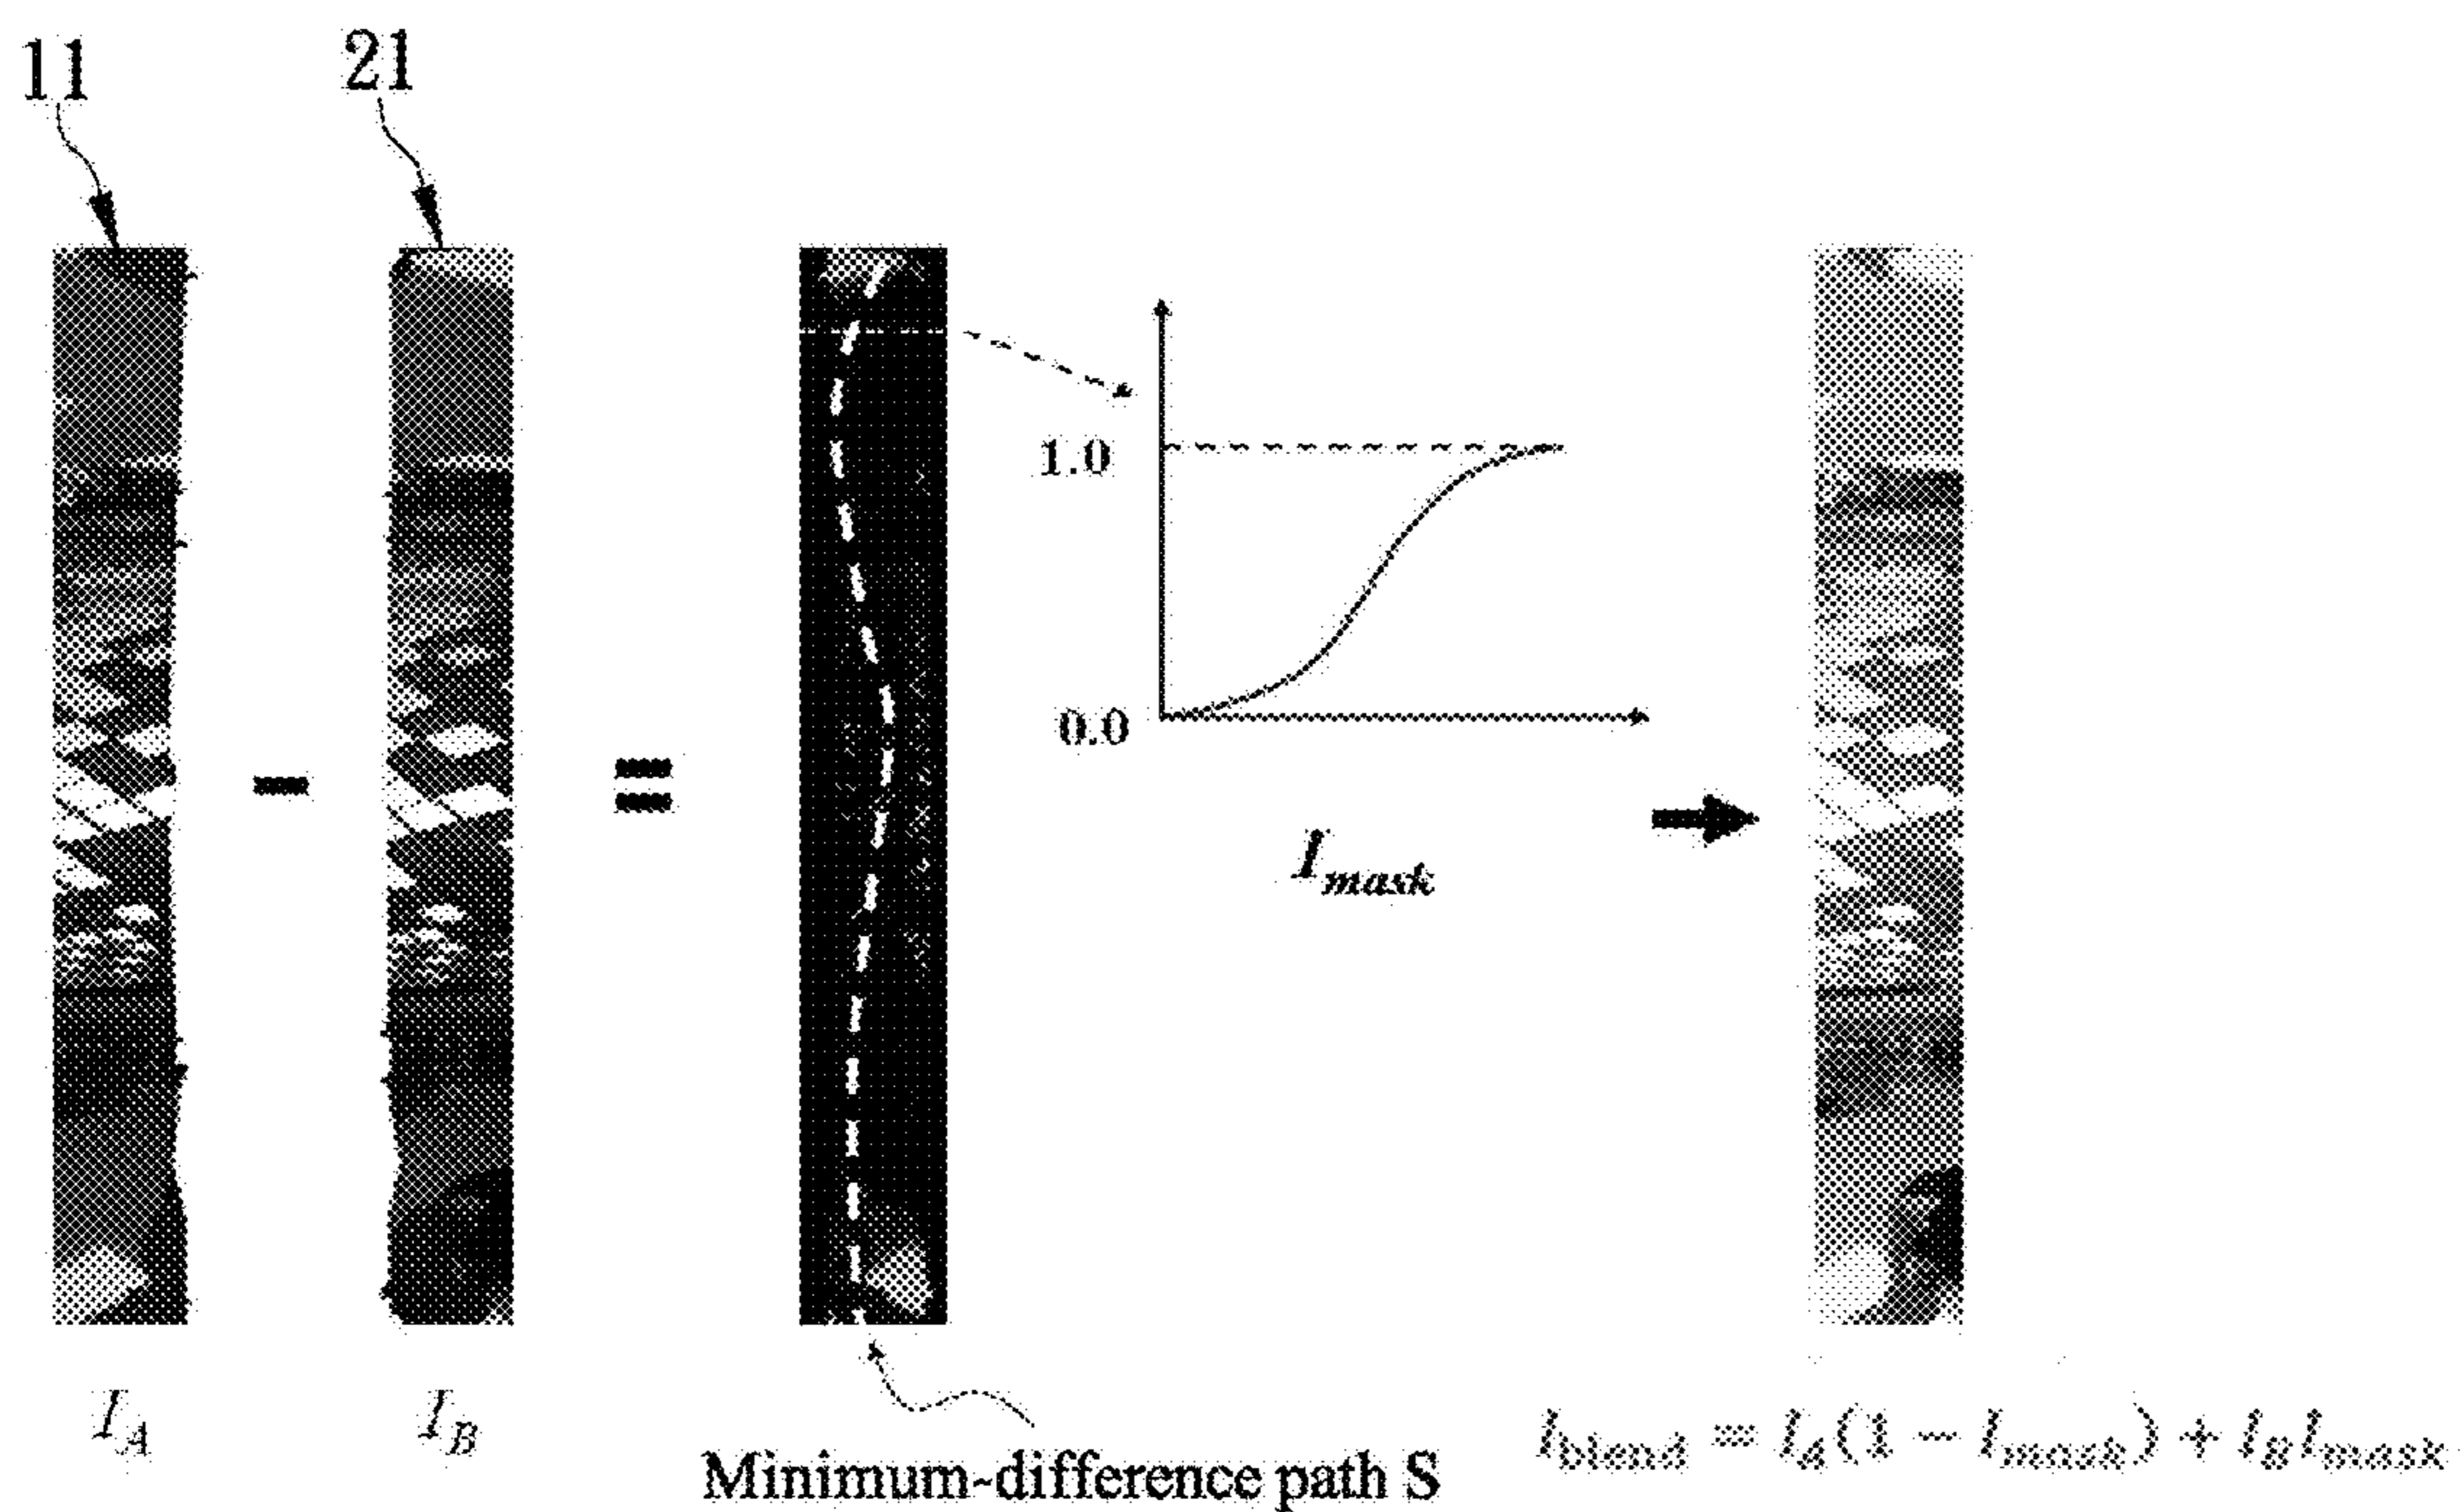 11
21
1.0
0.0
I_mask
I_A
I_B
Minimum-difference path S
I_blend = I_A(1 − I_mask) + I_B I_mask